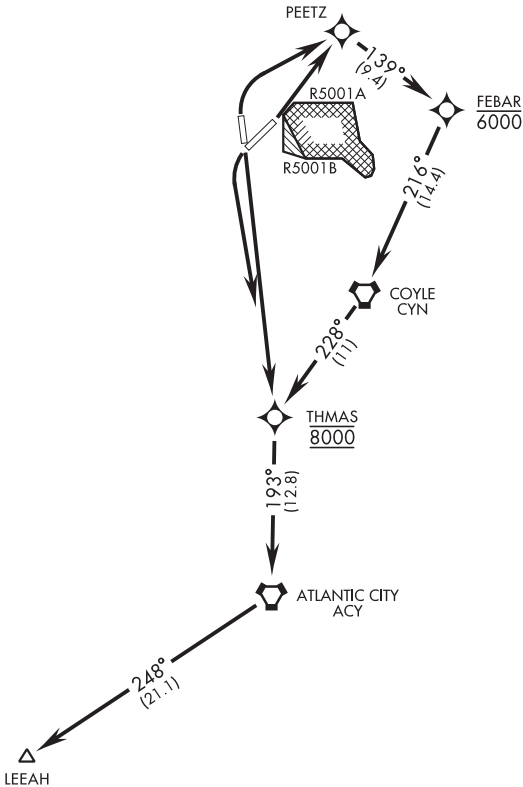 PEETZ
139°
(9.4)
R5001A
FEBAR
6000
R5001B
216°
(14.4)
COYLE
CYN
228°
(11)
THMAS
8000
193°
(12.8)
ATLANTIC CITY
ACY
248°
(21.1)
LEEAH